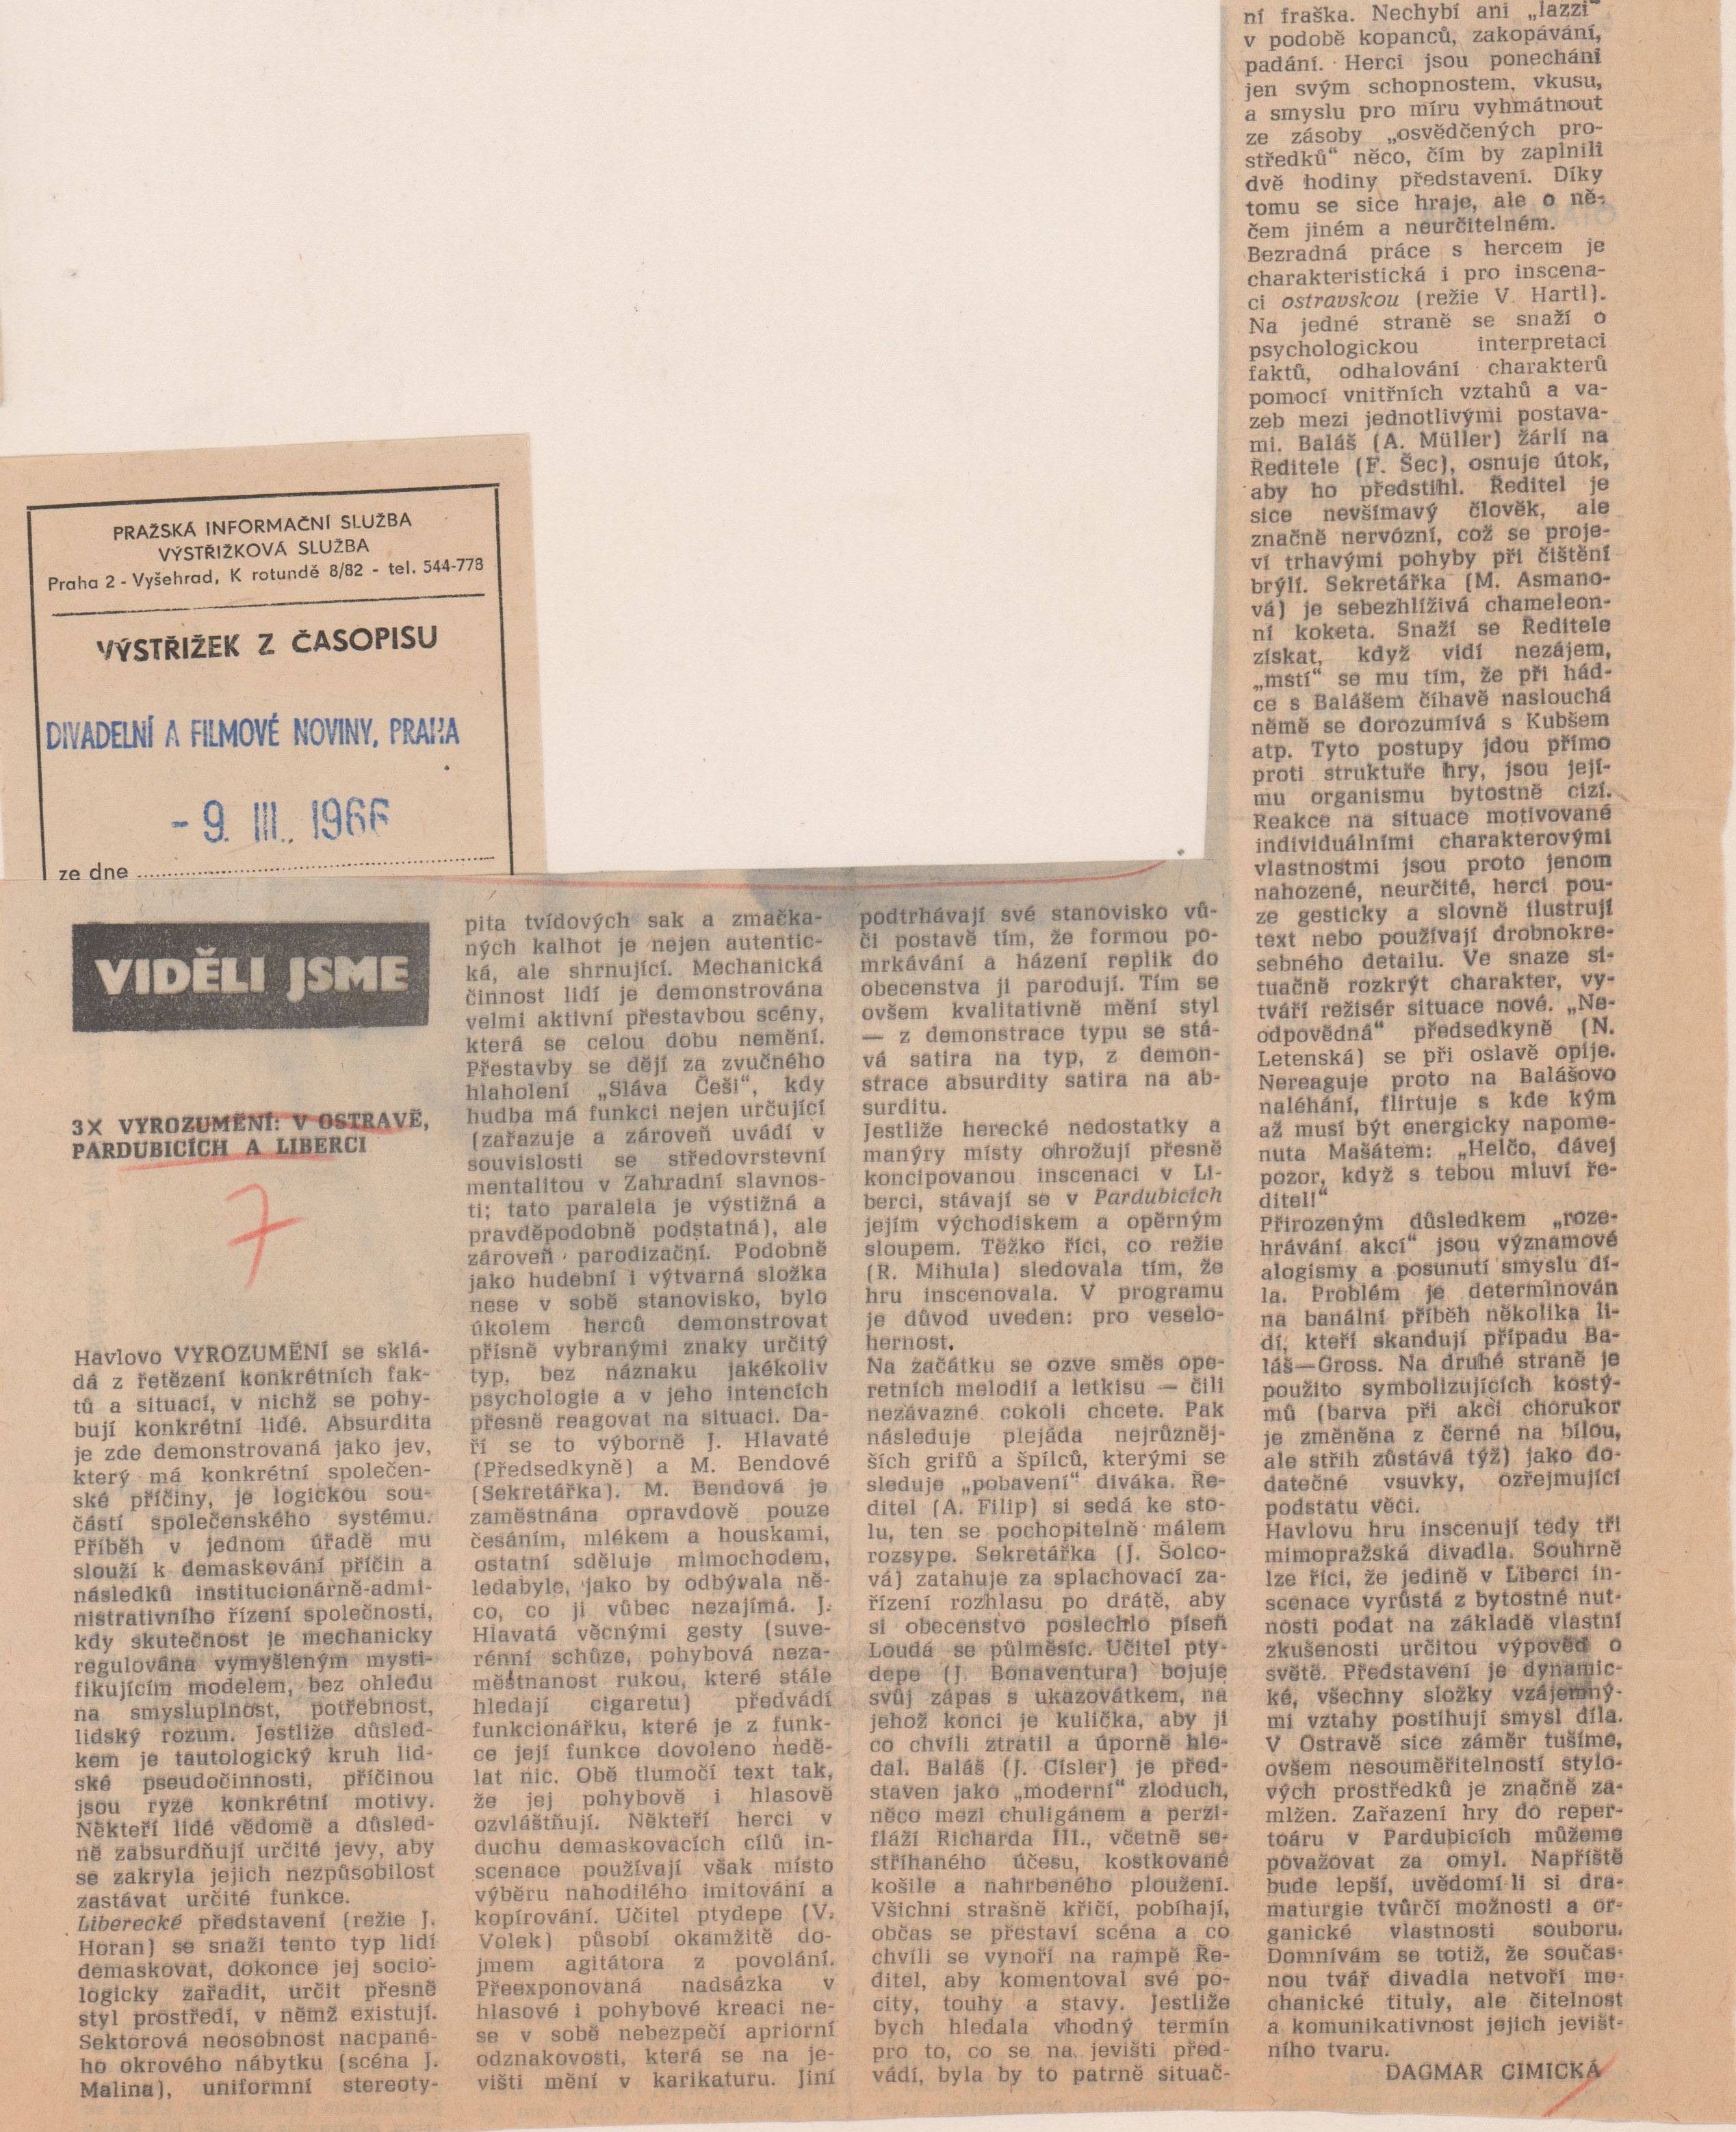 PRAŽSKÁ INFORMAČNÍ SLUŽBA
VÝSTŘIŽKOVÁ SLUŽBA
Praha 2 - Vyšehrad, K rotundě 8/82 - tel. 544-778
VÝSTŘIŽEK Z ČASOPISU
DIVADELNÍ A FILMOVÉ NOVINY, PRAHA
- 9. III. 1966
ze dne
VIDĚLI JSME
3X VYROZUMĚNÍ: V OSTRAVĚ,
PARDUBICÍCH A LIBERCI
7
Havlovo VYROZUMĚNÍ se sklá-
dá z řetězení konkrétních fak-
tů a situací, v nichž se pohy-
bují konkrétní lidé. Absurdita
je zde demonstrovaná jako jev,
který má konkrétní společen-
ské příčiny, je logickou sou-
částí společenského systému.
Příběh v jednom úřadě mu
slouží k demaskování příčin a
následků institucionárně-admi-
nistrativního řízení společnosti,
kdy skutečnost je mechanicky
regulována vymyšleným mysti-
fikujícím modelem, bez ohledu
na smysluplnost, potřebnost,
lidský rozum. Jestliže důsled-
kem je tautologický kruh lid-
ské pseudočinnosti, příčinou
jsou ryze konkrétní motivy.
Někteří lidé vědomě a důsled-
ně zabsurdňují určité jevy, aby
se zakryla jejich nezpůsobilost
zastávat určité funkce.
Liberecké představení (režie J.
Horan) se snaží tento typ lidí
demaskovat, dokonce jej socio-
logicky zařadit, určit přesně
styl prostředí, v němž existují.
Sektorová neosobnost nacpané-
ho okrového nábytku (scéna J.
Malina), uniformní stereoty-
pita tvídových sak a zmačka-
ných kalhot je nejen autentic-
ká, ale shrnující. Mechanická
činnost lidí je demonstrována
velmi aktivní přestavbou scény,
která se celou dobu nemění.
Přestavby se dějí za zvučného
hlaholení „Sláva Češi“, kdy
hudba má funkci nejen určující
(zařazuje a zároveň uvádí v
souvislosti se středovrstevní
mentalitou v Zahradní slavnos-
ti; tato paralela je výstižná a
pravděpodobně podstatná), ale
zároveň parodizační. Podobně
jako hudební i výtvarná složka
nese v sobě stanovisko, bylo
úkolem herců demonstrovat
přísně vybranými znaky určitý
typ, bez náznaku jakékoliv
psychologie a v jeho intencích
přesně reagovat na situaci. Da-
ří se to výborně J. Hlavaté
(Předsedkyně) a M. Bendové
(Sekretářka). M. Bendová je
zaměstnána opravdově pouze
česáním, mlékem a houskami,
ostatní sděluje mimochodem,
ledabyle, jako by odbývala ně-
co, co ji vůbec nezajímá. J.
Hlavatá věcnými gesty (suve-
rénní schůze, pohybová neza-
městnanost rukou, které stále
hledají cigaretu) předvádí
funkcionářku, které je z funk-
ce její funkce dovoleno nedě-
lat nic. Obě tlumočí text tak,
že jej pohybově i hlasově
ozvláštňují. Někteří herci v
duchu demaskovacích cílů in-
scenace používají však místo
výběru nahodilého imitování a
kopírování. Učitel ptydepe (V.
Volek) působí okamžitě do-
jmem agitátora z povolání.
Přeexponovaná nadsázka v
hlasové i pohybové kreaci ne-
se v sobě nebezpečí apriorní
odznakovosti, která se na je-
višti mění v karikaturu. Jiní
podtrhávají své stanovisko vů-
či postavě tím, že formou po-
mrkávání a házení replik do
obecenstva ji parodují. Tím se
ovšem kvalitativně mění styl
— z demonstrace typu se stá-
vá satira na typ, z demon-
strace absurdity satira na ab-
surditu.
Jestliže herecké nedostatky a
manýry místy ohrožují přesně
koncipovanou inscenaci v Li-
berci, stávají se v Pardubicích
jejím východiskem a opěrným
sloupem. Těžko říci, co režie
(R. Mihula) sledovala tím, že
hru inscenovala. V programu
je důvod uveden: pro veselo-
hernost.
Na začátku se ozve směs ope-
retních melodií a letkisu — čili
nezávazně cokoli chcete. Pak
následuje plejáda nejrůzněj-
ších grifů a špílců, kterými se
sleduje „pobavení“ diváka. Ře-
ditel (A. Filip) si sedá ke sto-
lu, ten se pochopitelně málem
rozsype. Sekretářka (J. Šolco-
vá) zatahuje za splachovací za-
řízení rozhlasu po drátě, aby
si obecenstvo poslechlo píseň
Loudá se půlměsíc. Učitel pty-
depe (J. Bonaventura) bojuje
svůj zápas s ukazovátkem, na
jehož konci je kulička, aby ji
co chvíli ztratil a úporně hle-
dal. Baláš (J. Císler) je před-
staven jako „moderní“ zloduch,
něco mezi chuligánem a perzi-
fláží Richarda III., včetně se-
stříhaného účesu, kostkované
košile a nahrbeného ploužení.
Všichni strašně křičí, pobíhají,
občas se přestaví scéna a co
chvíli se vynoří na rampě Ře-
ditel, aby komentoval své po-
city, touhy a stavy. Jestliže
bych hledala vhodný termín
pro to, co se na jevišti před-
vádí, byla by to patrně situač-
ní fraška. Nechybí ani „lazzi“
v podobě kopanců, zakopávání,
padání. Herci jsou ponecháni
jen svým schopnostem, vkusu,
a smyslu pro míru vyhmátnout
ze zásoby „osvědčených pro-
středků“ něco, čím by zaplnili
dvě hodiny představení. Díky
tomu se sice hraje, ale o ně-
čem jiném a neurčitelném.
Bezradná práce s hercem je
charakteristická i pro inscena-
ci ostravskou (režie V. Hartl).
Na jedné straně se snaží o
psychologickou interpretaci
faktů, odhalování charakterů
pomocí vnitřních vztahů a va-
zeb mezi jednotlivými postava-
mi. Baláš (A. Müller) žárlí na
Ředitele (F. Šec), osnuje útok,
aby ho předstihl. Ředitel je
sice nevšímavý člověk, ale
značně nervózní, což se proje-
ví trhavými pohyby při čištění
brýlí. Sekretářka (M. Asmano-
vá) je sebezhlíživá chameleon-
ní koketa. Snaží se Ředitele
získat, když vidí nezájem,
„mstí“ se mu tím, že při hád-
ce s Balášem číhavě naslouchá
němě se dorozumívá s Kubšem
atp. Tyto postupy jdou přímo
proti struktuře hry, jsou její-
mu organismu bytostně cizí.
Reakce na situace motivované
individuálními charakterovými
vlastnostmi jsou proto jenom
nahozené, neurčité, herci pou-
ze gesticky a slovně ilustrují
text nebo používají drobnokre-
sebného detailu. Ve snaze si-
tuačně rozkrýt charakter, vy-
tváří režisér situace nové. „Ne-
odpovědná“ předsedkyně (N.
Letenská) se při oslavě opije.
Nereaguje proto na Balášovo
naléhání, flirtuje s kde kým
až musí být energicky napome-
nuta Mašátem: „Helčo, dávej
pozor, když s tebou mluví ře-
ditel!“
Přirozeným důsledkem „roze-
hrávání akcí“ jsou významové
alogismy a posunutí smyslu dí-
la. Problém je determinován
na banální příběh několika li-
dí, kteří skandují případu Ba-
láš—Gross. Na druhé straně je
použito symbolizujících kostý-
mů (barva při akci chorukor
je změněna z černé na bílou,
ale střih zůstává týž) jako do-
datečné vsuvky, ozřejmující
podstatu věci.
Havlovu hru inscenují tedy tři
mimopražská divadla. Souhrnně
lze říci, že jedině v Liberci in-
scenace vyrůstá z bytostné nut-
nosti podat na základě vlastní
zkušenosti určitou výpověď o
světě. Představení je dynamic-
ké, všechny složky vzájemný-
mi vztahy postihují smysl díla.
V Ostravě sice záměr tušíme,
ovšem nesouměřitelností stylo-
vých prostředků je značně za-
mlžen. Zařazení hry do reper-
toáru v Pardubicích můžeme
považovat za omyl. Napříště
bude lepší, uvědomí-li si dra-
maturgie tvůrčí možnosti a or-
ganické vlastnosti souboru.
Domnívám se totiž, že součas-
nou tvář divadla netvoří me-
chanické tituly, ale čitelnost
a komunikativnost jejich jevišt-
ního tvaru.
DAGMAR CIMICKÁ